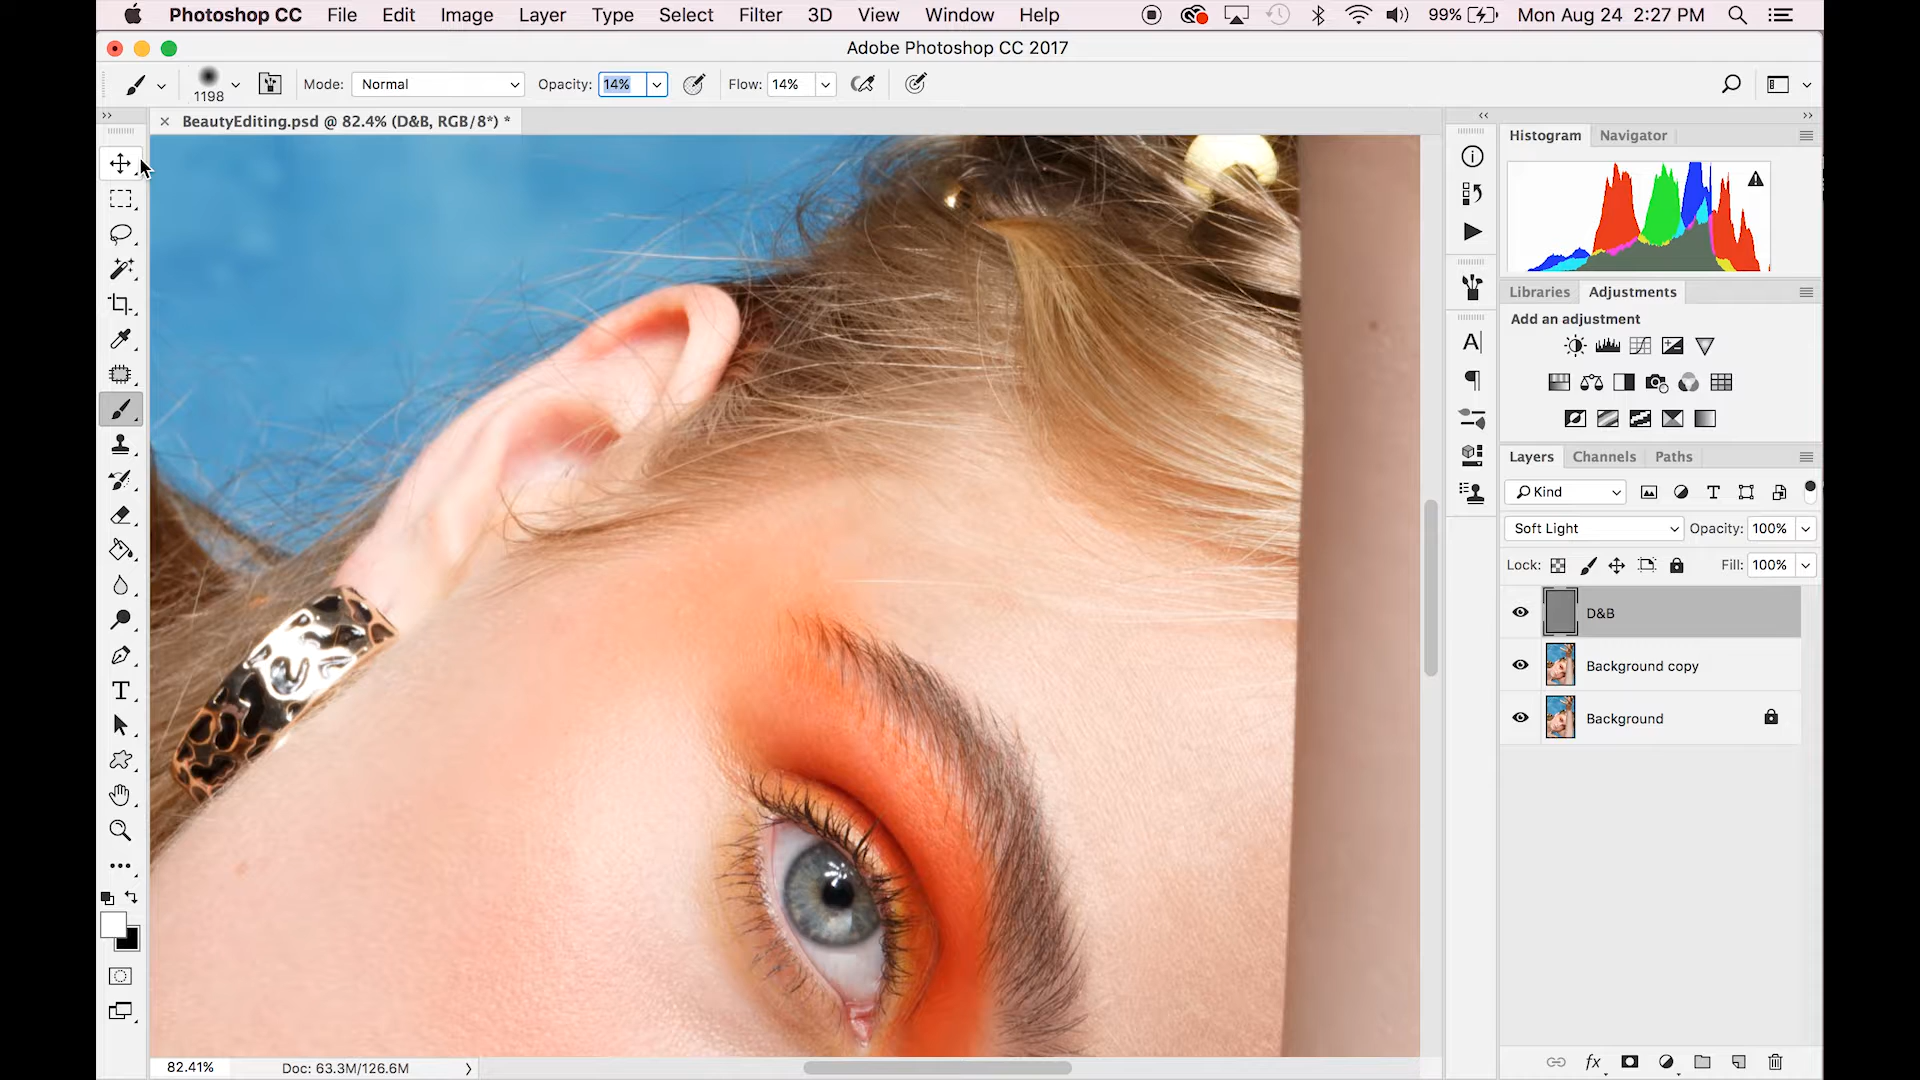 Photoshop CC File Edit Image Layer Type Select Filter 3D View Window Help 99% Mon Aug 24 2:27 PM
Adobe Photoshop CC 2017
1198 Mode: Normal Opacity: 14% Flow: 14%
× BeautyEditing.psd @ 82.4% (D&B, RGB/8*) *
Histogram Navigator
Libraries Adjustments
Add an adjustment
Layers Channels Paths
Kind
Soft Light Opacity: 100%
Lock: Fill: 100%
D&B
Background copy
Background
82.41% Doc: 63.3M/126.6M